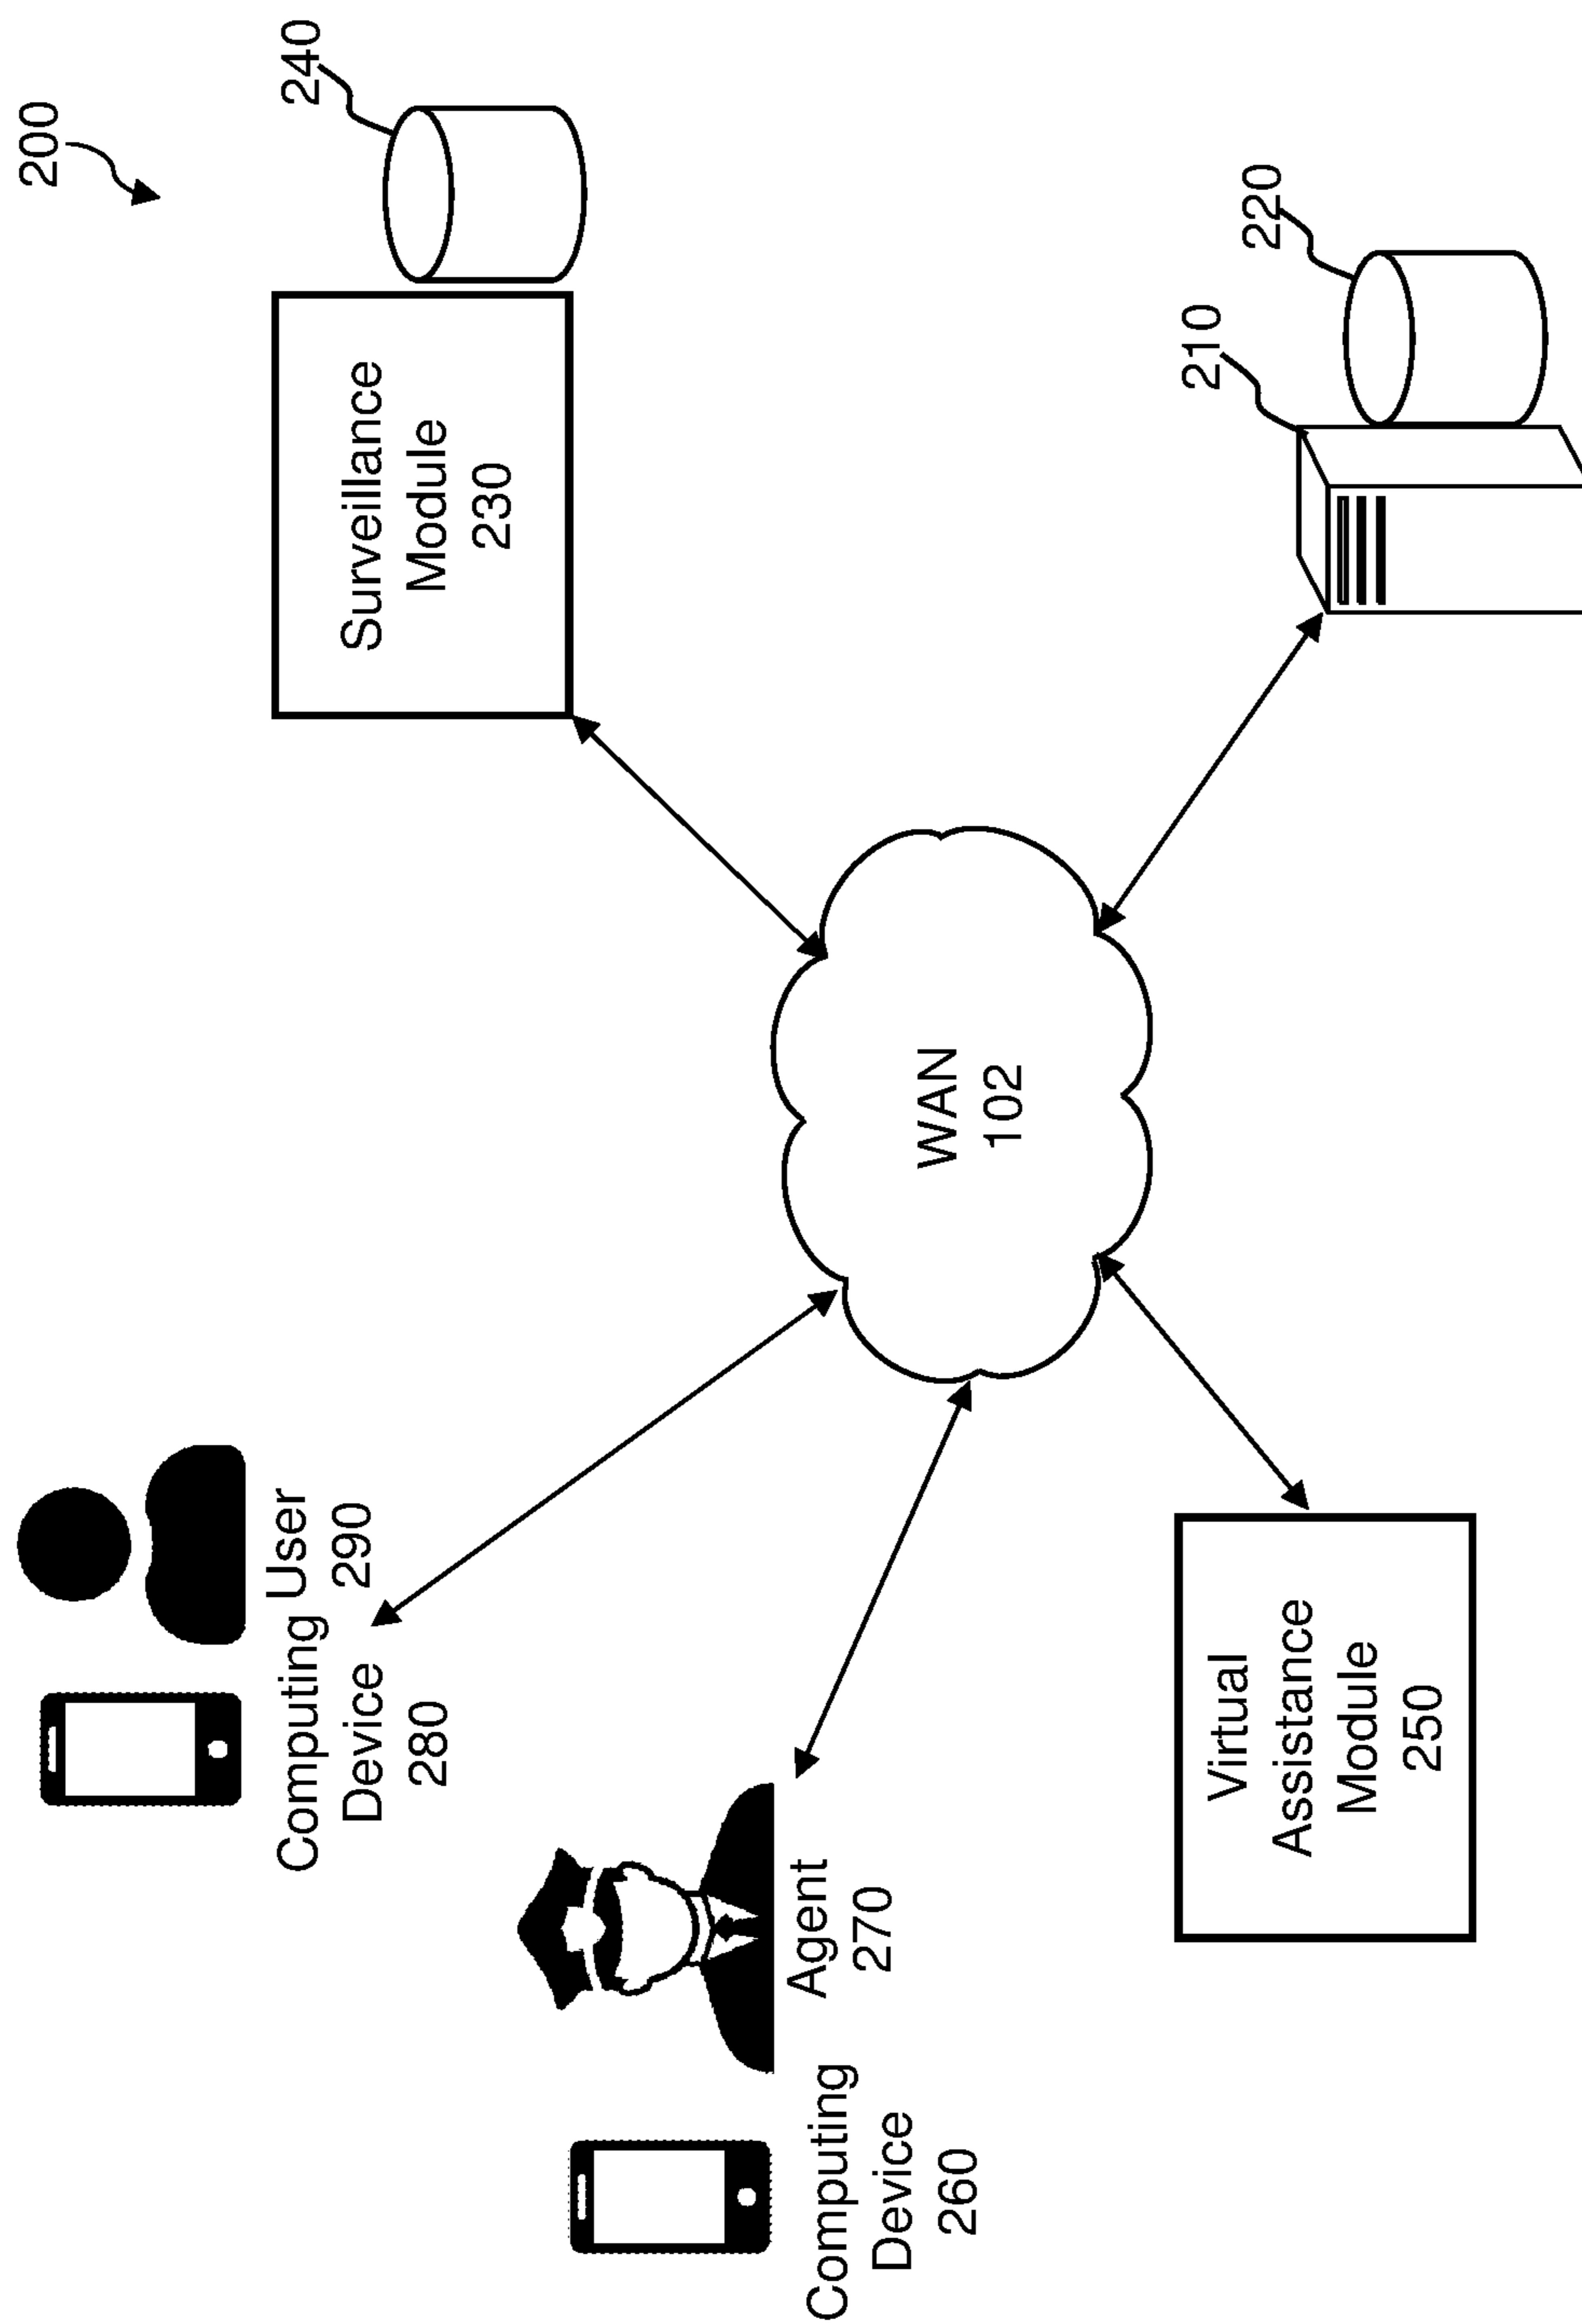 200
User
290
Computing
Device
280
Agent
270
Computing
Device
260
Surveillance
Module
230
240
WAN
102
Virtual
Assistance
Module
250
210
220